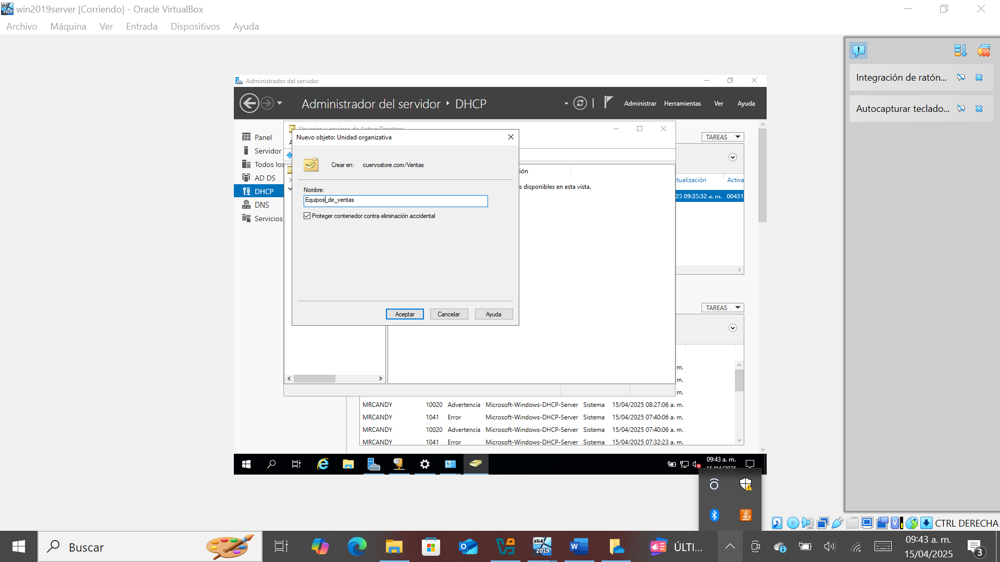 win2019server [Corriendo] - Oracle VirtualBox
Archivo Máquina Ver Entrada Dispositivos Ayuda
Integración de ratón...
Autocapturar teclado...
Administrador del servidor
Administrador del servidor DHCP
Administrar Herramientas Ver Ayuda
Panel
Servidor
Todos los
AD DS
DHCP
DNS
Servicios
Usuarios y equipos de Active Directory
Nuevo objeto: Unidad organizativa
Crear en: cuervostore.com/Ventas
Nombre:
Equipos_de_ventas
Proteger contenedor contra eliminación accidental
Aceptar Cancelar Ayuda
ión
s disponibles en esta vista.
TAREAS
tualización Activa
25 09:35:32 a. m. 00431
TAREAS
m.
m.
m.
MRCANDY 10020 Advertencia Microsoft-Windows-DHCP-Server Sistema 15/04/2025 08:27:06 a. m.
MRCANDY 1041 Error Microsoft-Windows-DHCP-Server Sistema 15/04/2025 07:40:06 a. m.
MRCANDY 10020 Advertencia Microsoft-Windows-DHCP-Server Sistema 15/04/2025 07:40:06 a. m.
MRCANDY 1041 Error Microsoft-Windows-DHCP-Server Sistema 15/04/2025 07:32:23 a. m.
09:43 a. m.
15/04/2025
CTRL DERECHA
Buscar
x64
2019
ÚLTI...
09:43 a. m.
15/04/2025
3